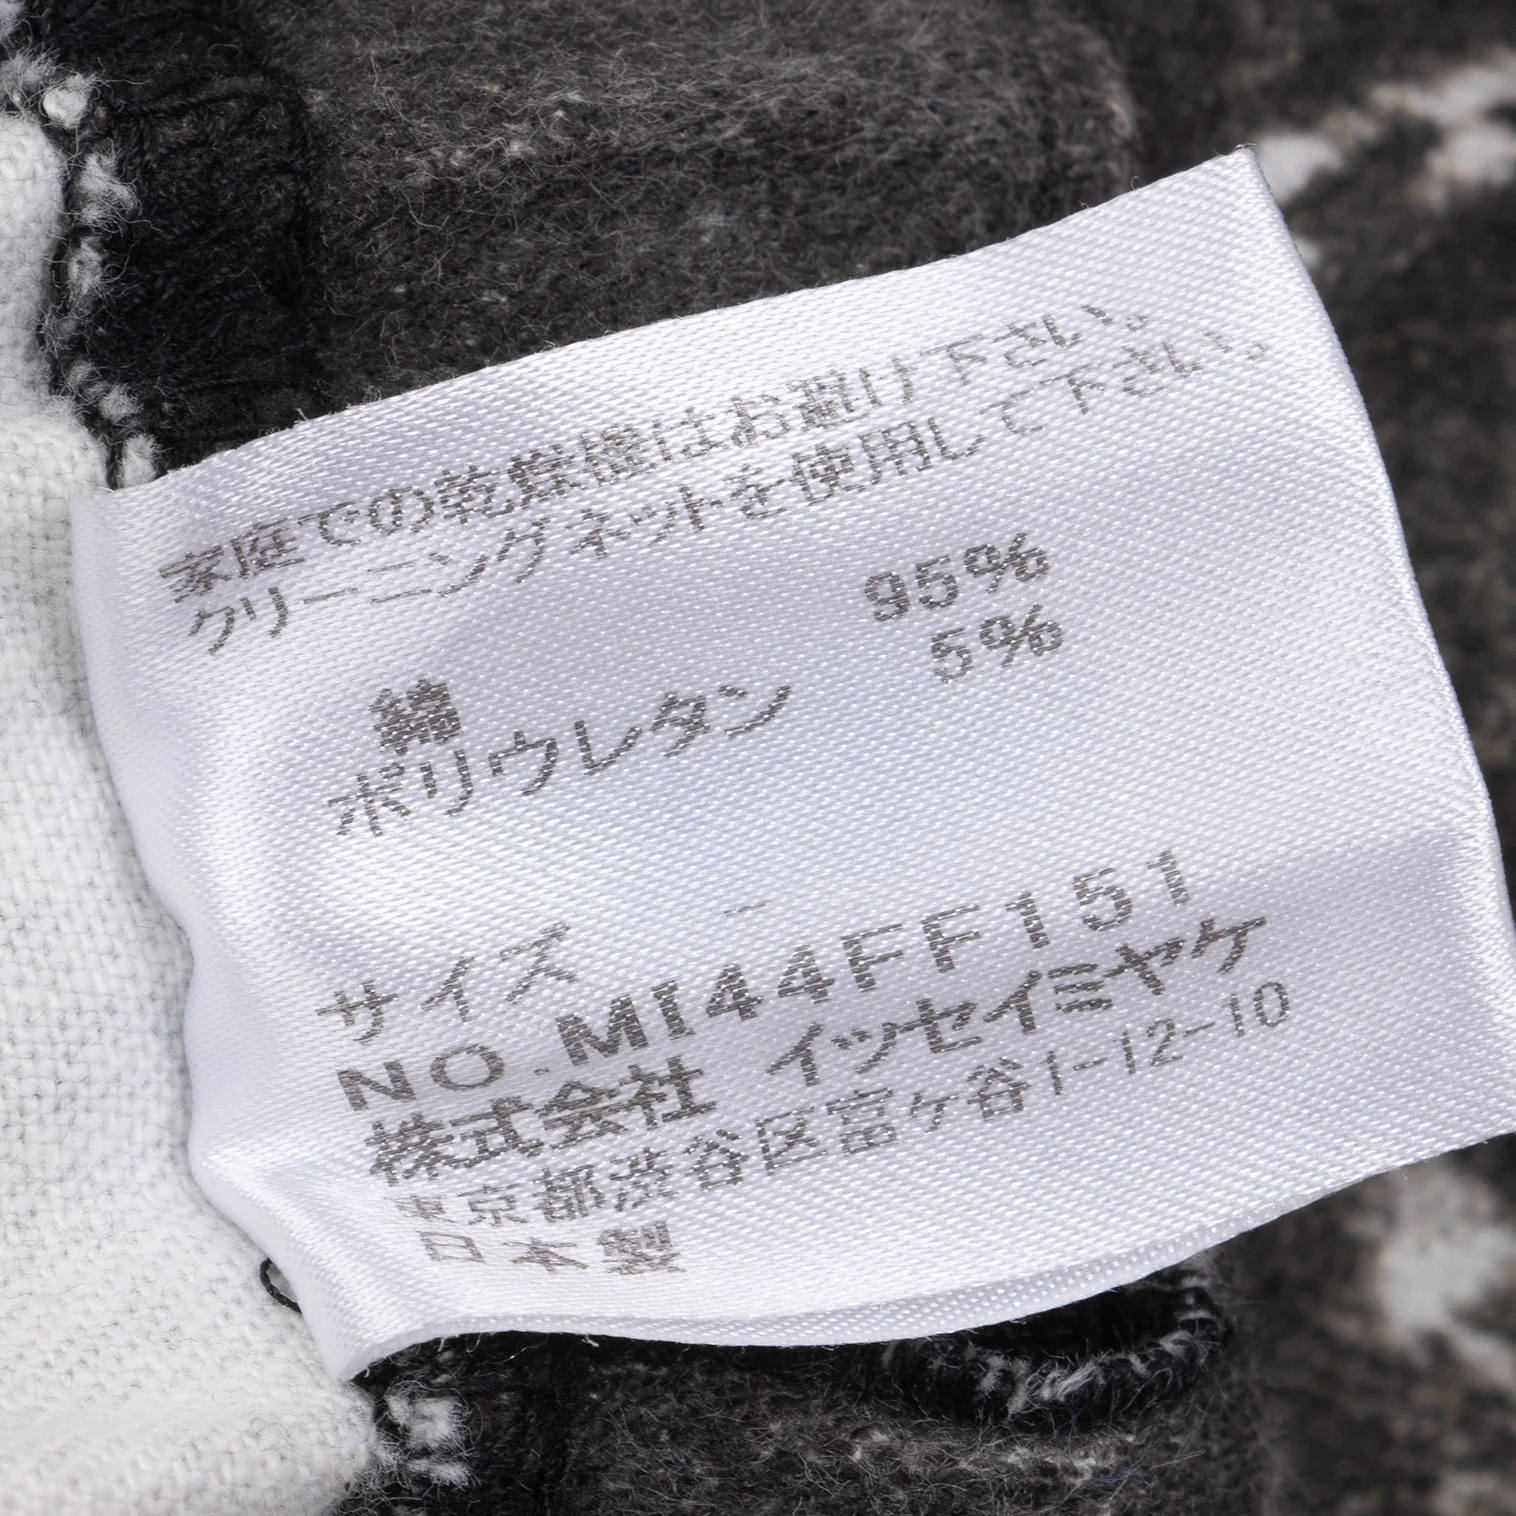 家庭での乾燥機はお避け下さい。
クリーニングネットを使用して下さい。
綿 95%
ポリウレタン 5%
サイズ -
NO.MI44FF151
株式会社 イッセイミヤケ
東京都渋谷区富ヶ谷1-12-10
日本製